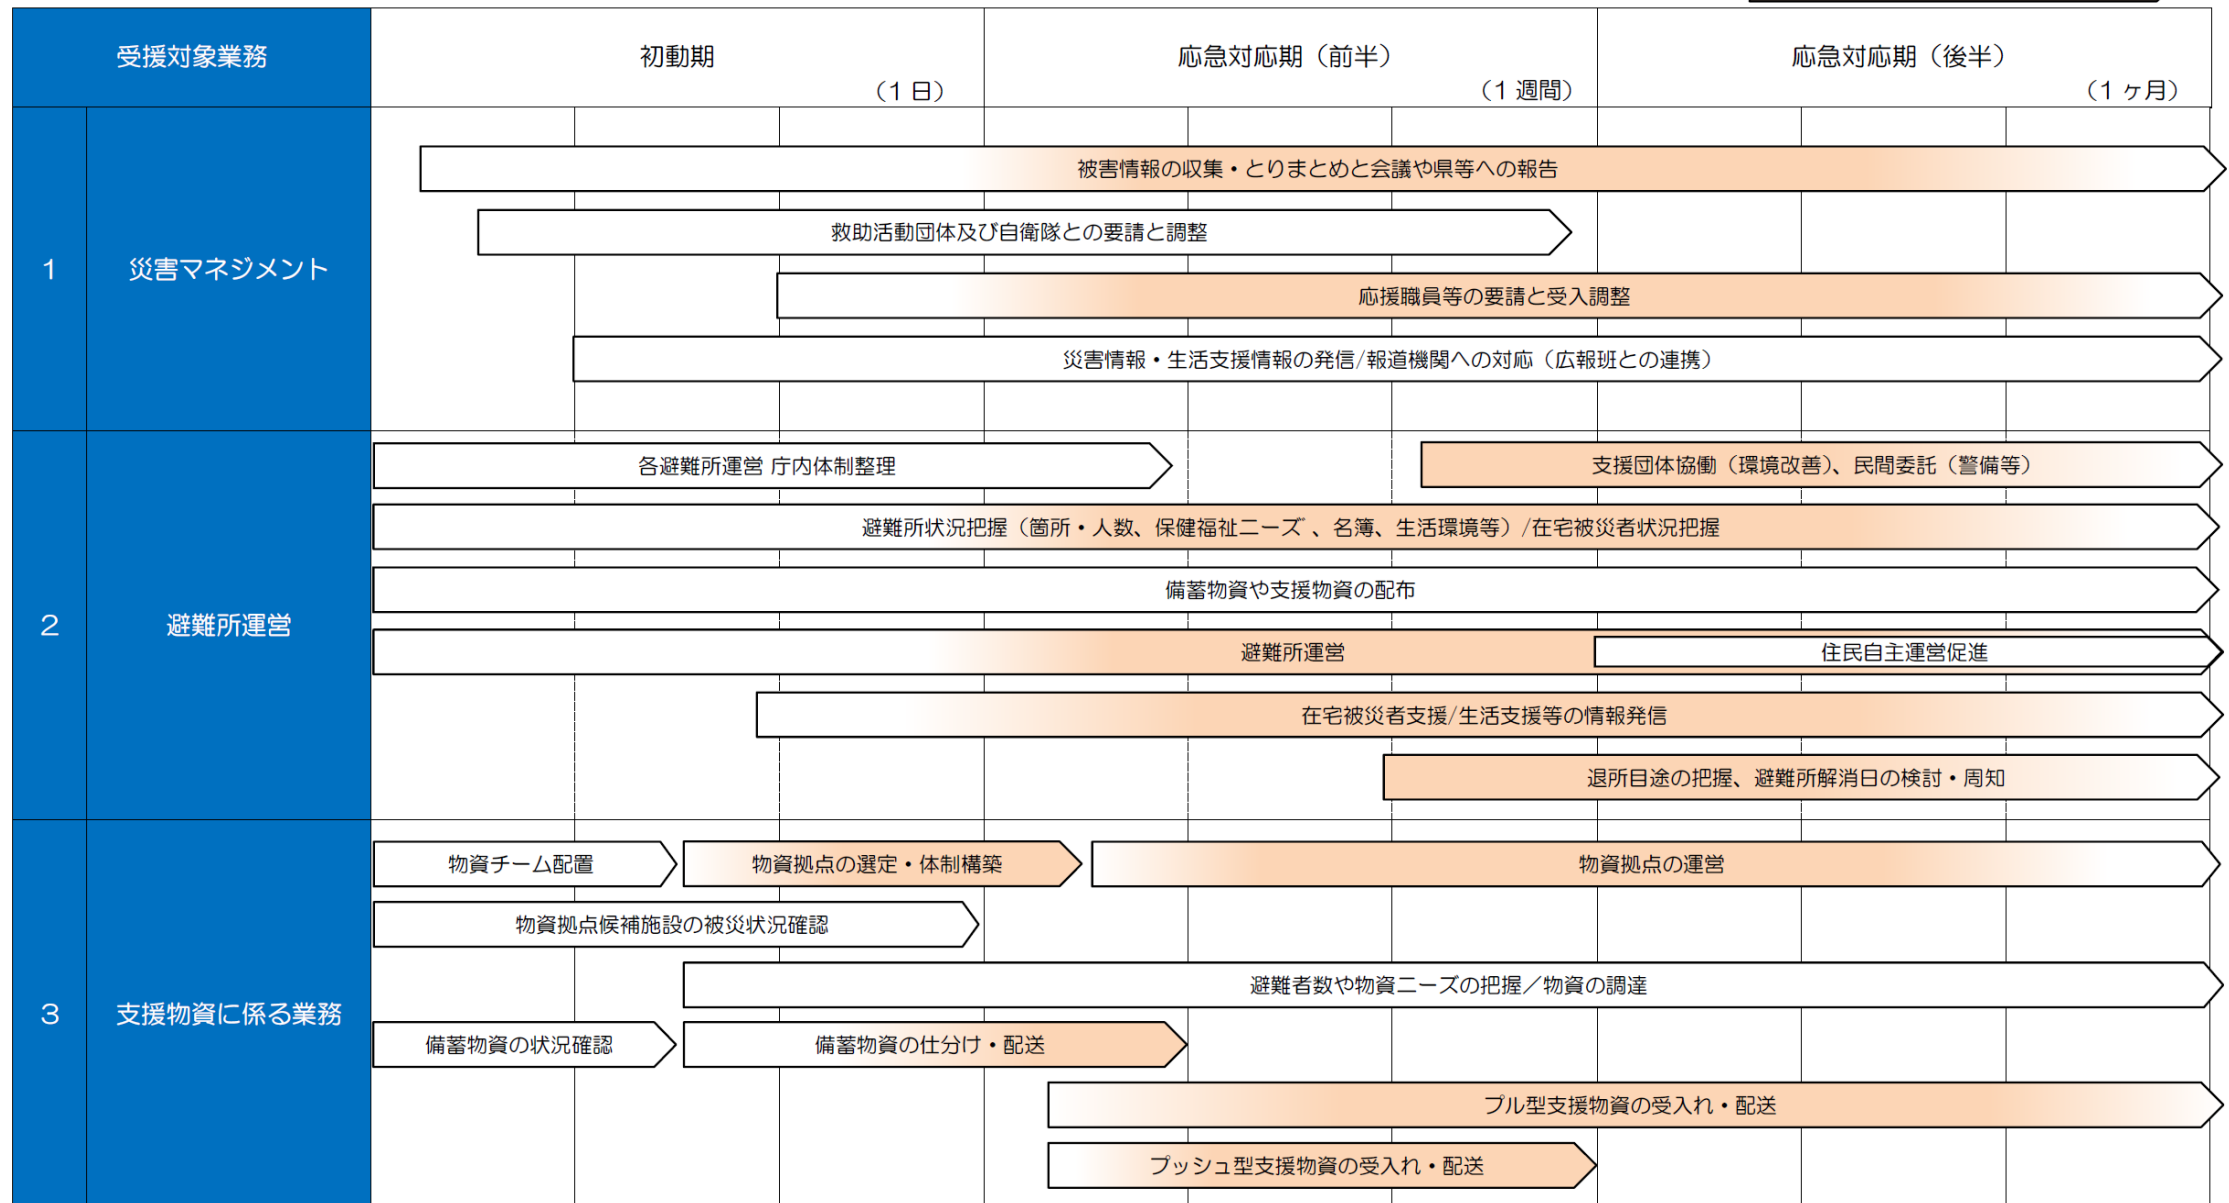 受援対象業務
初動期
（1 日）
応急対応期（前半）
（1 週間）
応急対応期（後半）
（1 ヶ月）
1
災害マネジメント
被害情報の収集・とりまとめと会議や県等への報告
救助活動団体及び自衛隊との要請と調整
応援職員等の要請と受入調整
災害情報・生活支援情報の発信/報道機関への対応（広報班との連携）
2
避難所運営
各避難所運営 庁内体制整理
支援団体協働（環境改善）、民間委託（警備等）
避難所状況把握（箇所・人数、保健福祉ニーズ、名簿、生活環境等）/在宅被災者状況把握
備蓄物資や支援物資の配布
避難所運営
住民自主運営促進
在宅被災者支援/生活支援等の情報発信
退所目途の把握、避難所解消日の検討・周知
3
支援物資に係る業務
物資チーム配置
物資拠点の選定・体制構築
物資拠点の運営
物資拠点候補施設の被災状況確認
避難者数や物資ニーズの把握／物資の調達
備蓄物資の状況確認
備蓄物資の仕分け・配送
プル型支援物資の受入れ・配送
プッシュ型支援物資の受入れ・配送